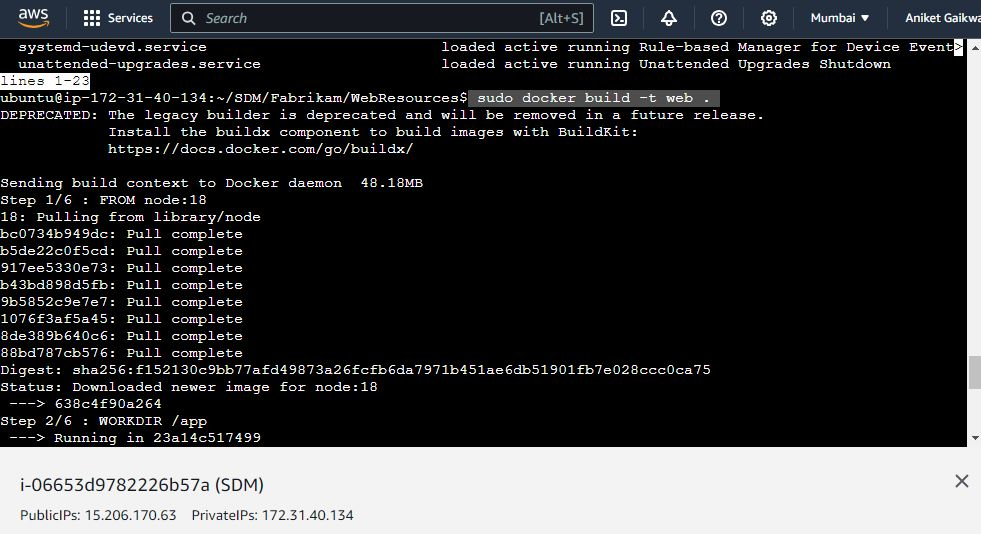 aws
Services
Search [Alt+S]
Mumbai ▼
Aniket Gaikwa
systemd-udevd.service loaded active running Rule-based Manager for Device Event>
unattended-upgrades.service loaded active running Unattended Upgrades Shutdown
lines 1-23
ubuntu@ip-172-31-40-134:~/SDM/Fabrikam/WebResources$ sudo docker build -t web .
DEPRECATED: The legacy builder is deprecated and will be removed in a future release.
Install the buildx component to build images with BuildKit:
https://docs.docker.com/go/buildx/
Sending build context to Docker daemon 48.18MB
Step 1/6 : FROM node:18
18: Pulling from library/node
bc0734b949dc: Pull complete
b5de22c0f5cd: Pull complete
917ee5330e73: Pull complete
b43bd898d5fb: Pull complete
9b5852c9e7e7: Pull complete
1076f3af5a45: Pull complete
8de389b640c6: Pull complete
88bd787cb576: Pull complete
Digest: sha256:f152130c9bb77afd49873a26fcfb6da7971b451ae6db51901fb7e028ccc0ca75
Status: Downloaded newer image for node:18
---> 638c4f90a264
Step 2/6 : WORKDIR /app
---> Running in 23a14c517499
i-06653d9782226b57a (SDM)
PublicIPs: 15.206.170.63 PrivateIPs: 172.31.40.134